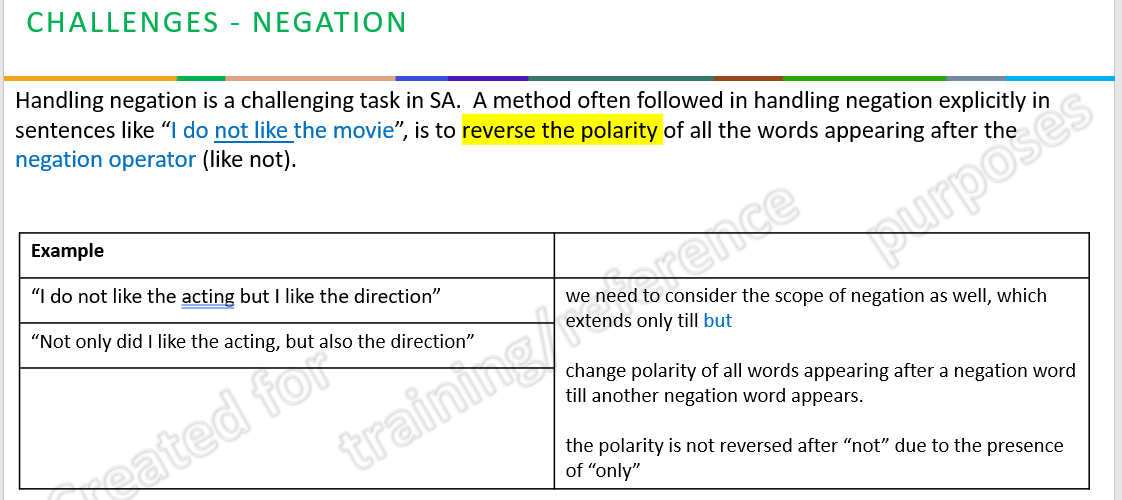 CHALLENGES - NEGATION
Handling negation is a challenging task in SA.  A method often followed in handling negation explicitly in
sentences like “I do not like the movie”, is to reverse the polarity of all the words appearing after the
negation operator (like not).
Example
“I do not like the acting but I like the direction”
“Not only did I like the acting, but also the direction”
we need to consider the scope of negation as well, which
extends only till but
change polarity of all words appearing after a negation word
till another negation word appears.
the polarity is not reversed after “not” due to the presence
of “only”
Created for
training/reference
purposes